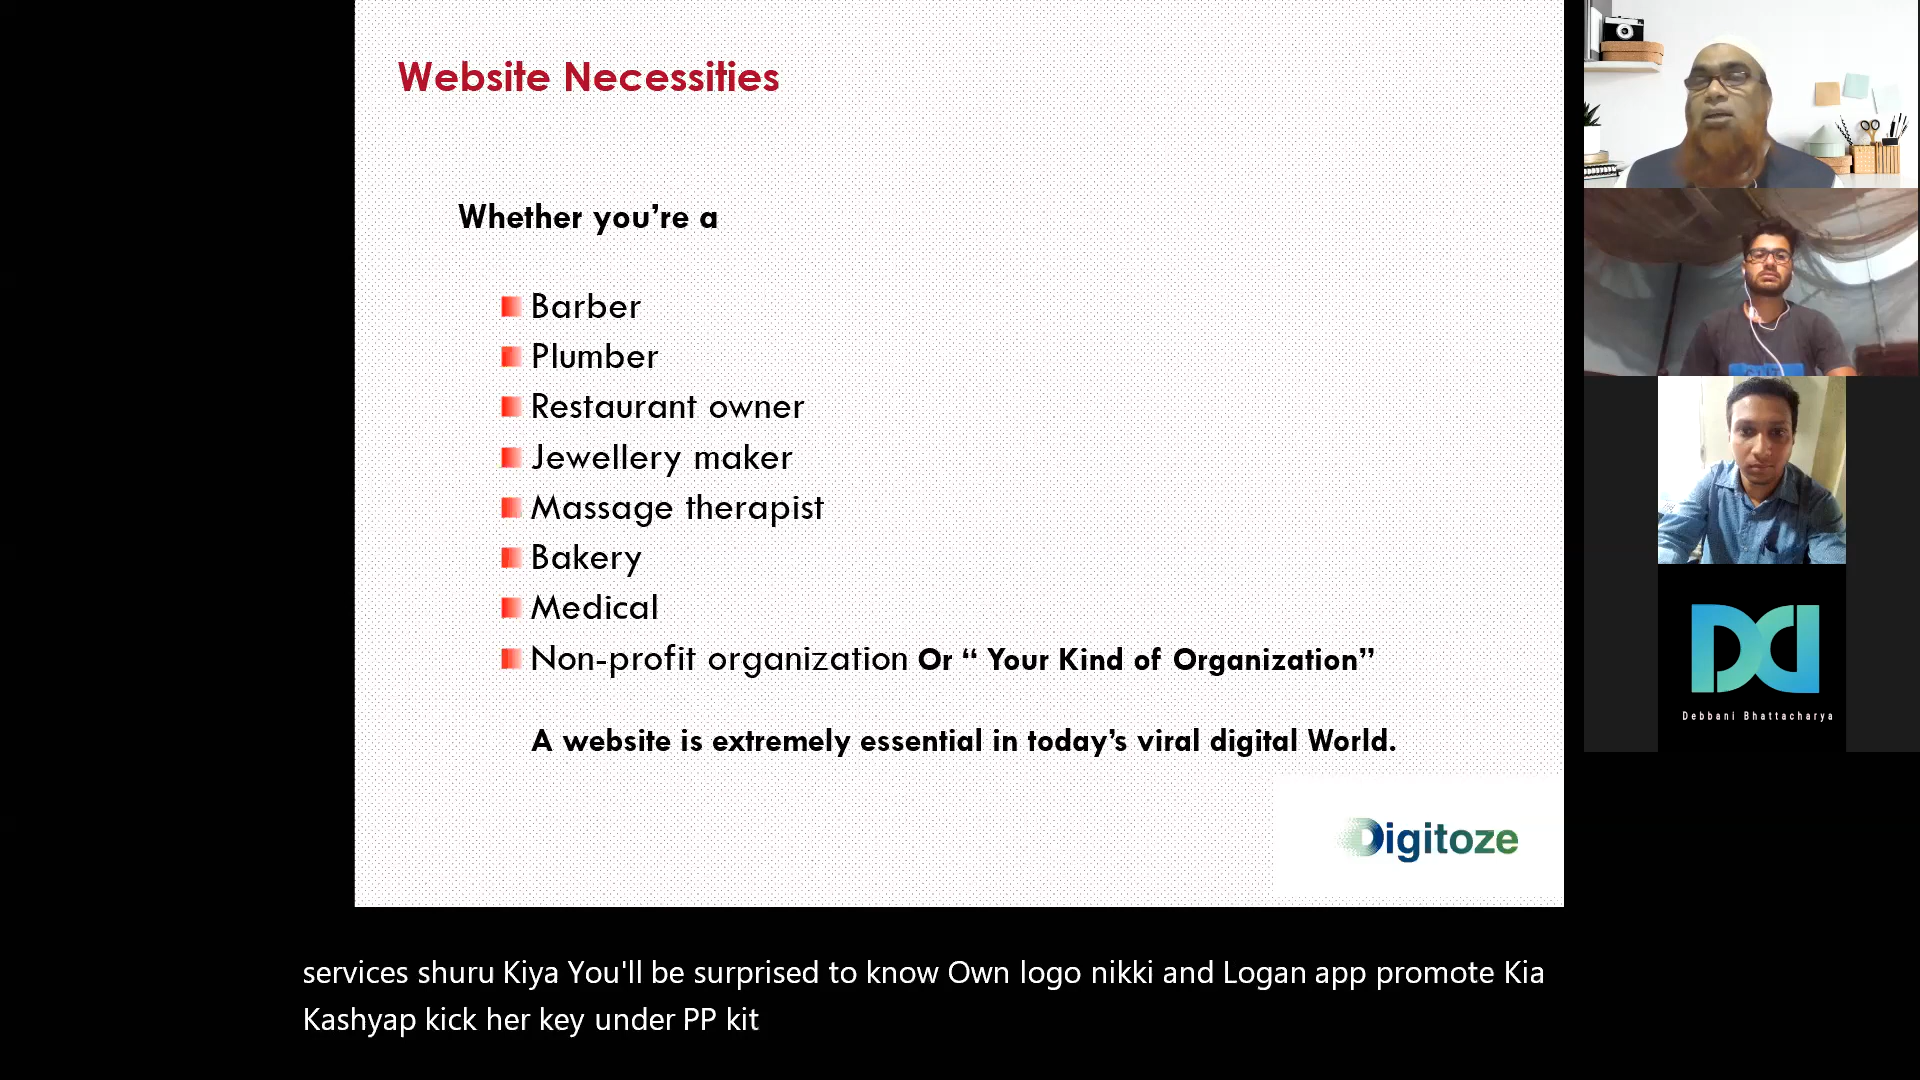 Website Necessities
Whether you’re a
Barber
Plumber
Restaurant owner
Jewellery maker
Massage therapist
Bakery
Medical
Non-profit organization Or “ Your Kind of Organization”
A website is extremely essential in today’s viral digital World.
Digitoze
DB
Debbani Bhattacharya
services shuru Kiya You'll be surprised to know Own logo nikki and Logan app promote Kia
Kashyap kick her key under PP kit